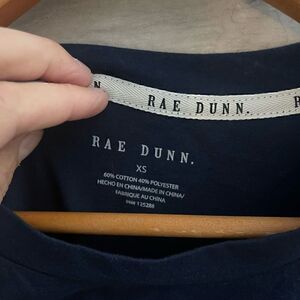 N
RAE DUNN.
R
RAE DUNN.
XS
60% COTTON 40% POLYESTER
HECHO EN CHINA/MADE IN CHINA/
FABRIQUE AU CHINA